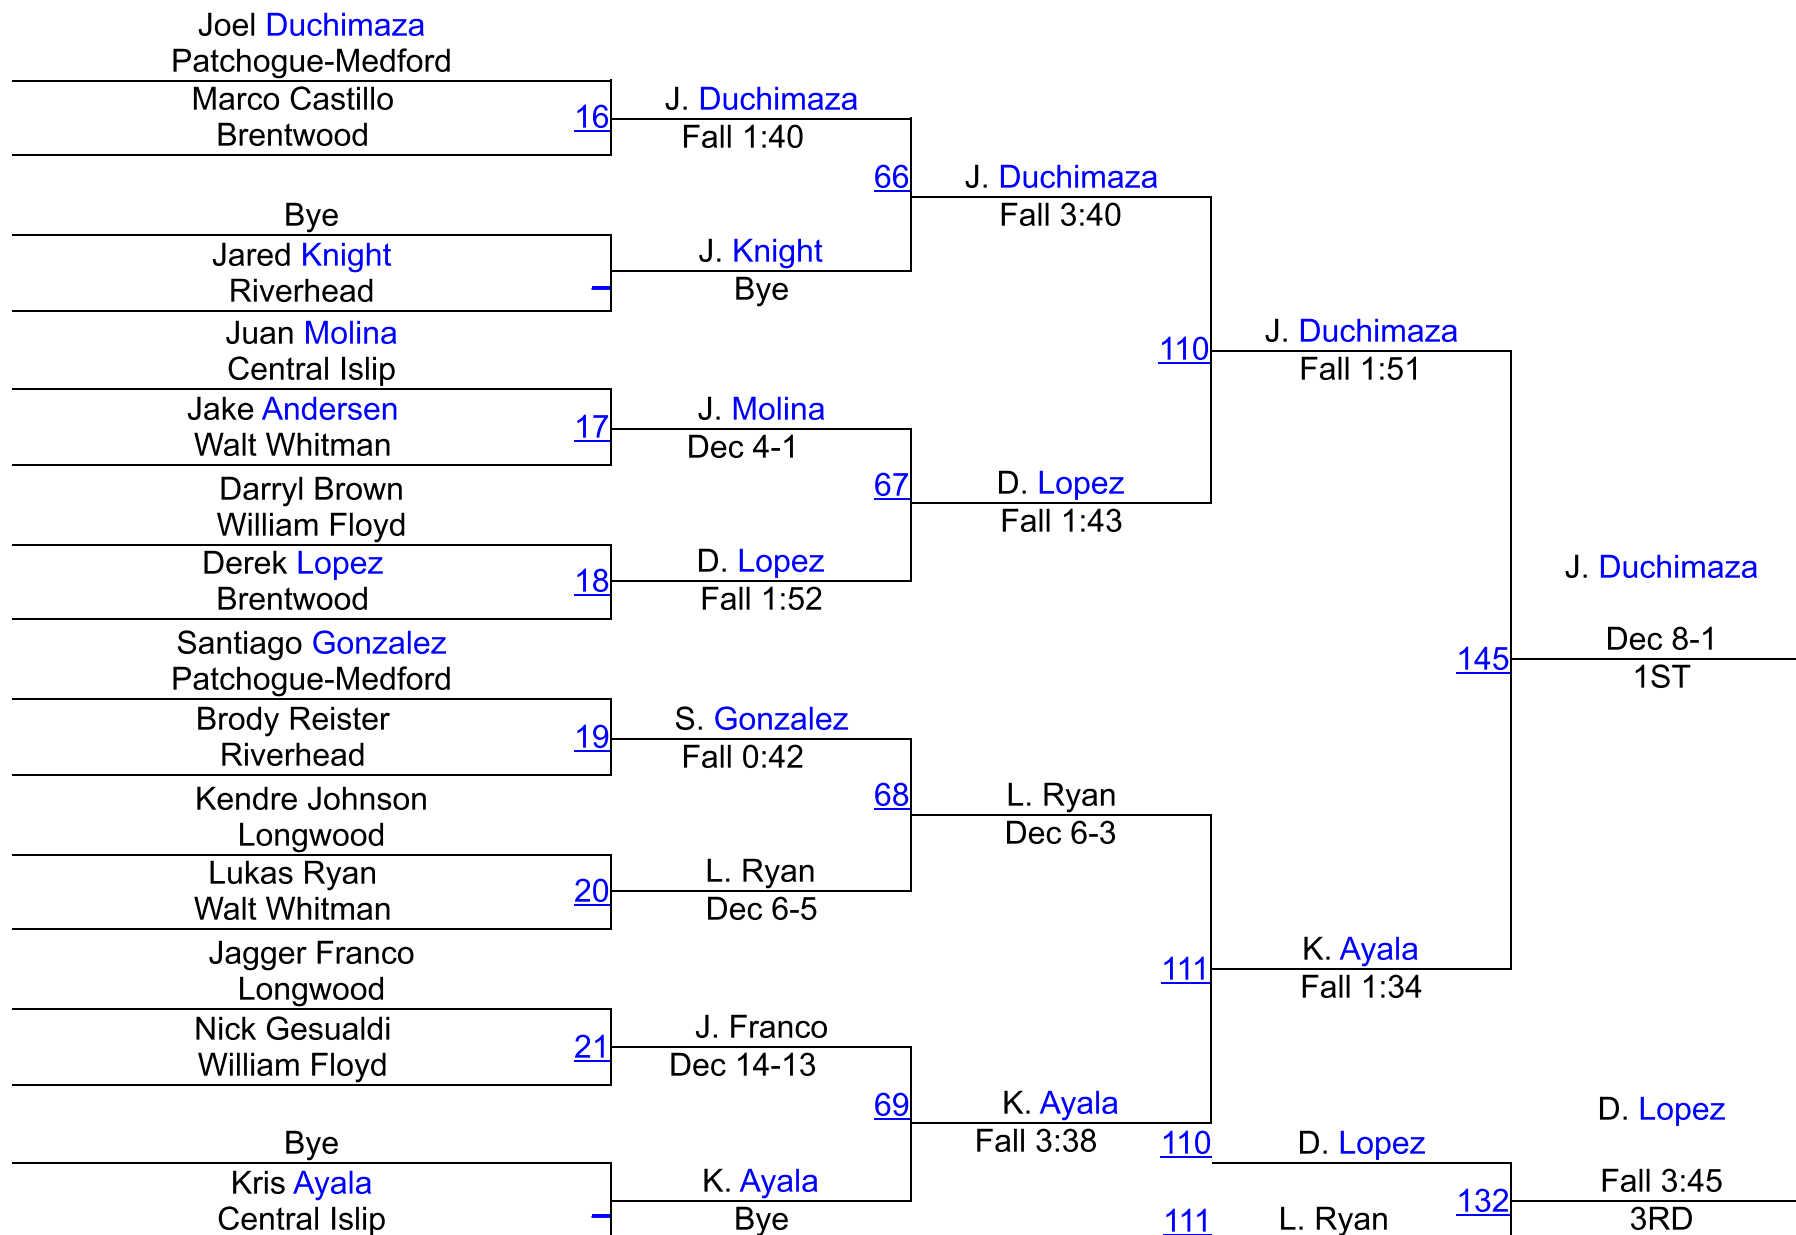 Joel Duchimaza
Patchogue-Medford
Marco Castillo
Brentwood
16
J. Duchimaza
Fall 1:40
Bye
Jared Knight
Riverhead
J. Knight
Bye
66
J. Duchimaza
Fall 3:40
Juan Molina
Central Islip
Jake Andersen
Walt Whitman
17
J. Molina
Dec 4-1
Darryl Brown
William Floyd
Derek Lopez
Brentwood
18
D. Lopez
Fall 1:52
67
D. Lopez
Fall 1:43
110
J. Duchimaza
Fall 1:51
Santiago Gonzalez
Patchogue-Medford
Brody Reister
Riverhead
19
S. Gonzalez
Fall 0:42
Kendre Johnson
Longwood
Lukas Ryan
Walt Whitman
20
L. Ryan
Dec 6-5
68
L. Ryan
Dec 6-3
Jagger Franco
Longwood
Nick Gesualdi
William Floyd
21
J. Franco
Dec 14-13
Bye
Kris Ayala
Central Islip
K. Ayala
Bye
69
K. Ayala
Fall 3:38
111
K. Ayala
Fall 1:34
145
J. Duchimaza
Dec 8-1
1ST
110
D. Lopez
111
L. Ryan
132
D. Lopez
Fall 3:45
3RD